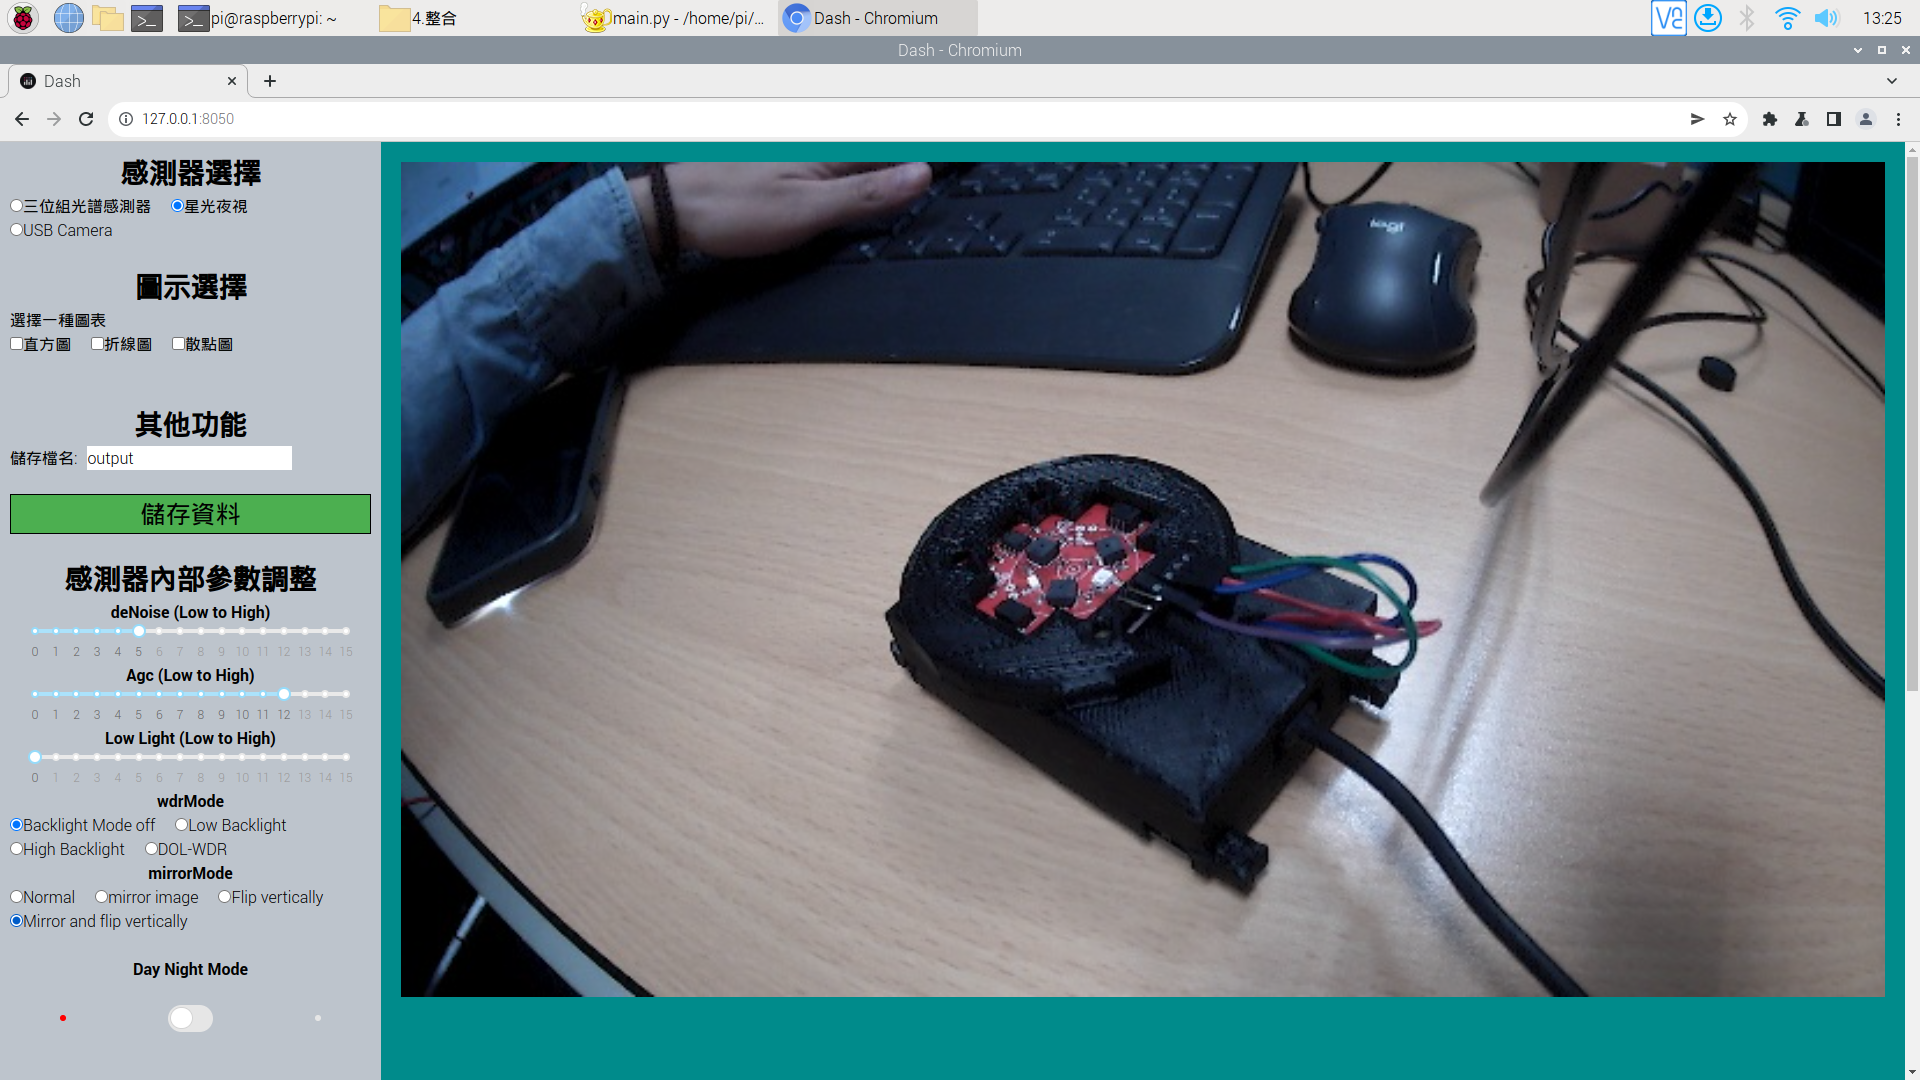 pi@raspberrypi: ~
4.整合
main.py - /home/pi/...
Dash - Chromium
13:25
Dash - Chromium
Dash
127.0.0.1:8050
感測器選擇
三位組光譜感測器 星光夜視
USB Camera
圖示選擇
選擇一種圖表
直方圖 折線圖 散點圖
其他功能
儲存檔名: output
儲存資料
感測器內部參數調整
deNoise (Low to High)
0 1 2 3 4 5 6 7 8 9 10 11 12 13 14 15
Agc (Low to High)
0 1 2 3 4 5 6 7 8 9 10 11 12 13 14 15
Low Light (Low to High)
0 1 2 3 4 5 6 7 8 9 10 11 12 13 14 15
wdrMode
Backlight Mode off Low Backlight
High Backlight DOL-WDR
mirrorMode
Normal mirror image Flip vertically
Mirror and flip vertically
Day Night Mode
logi